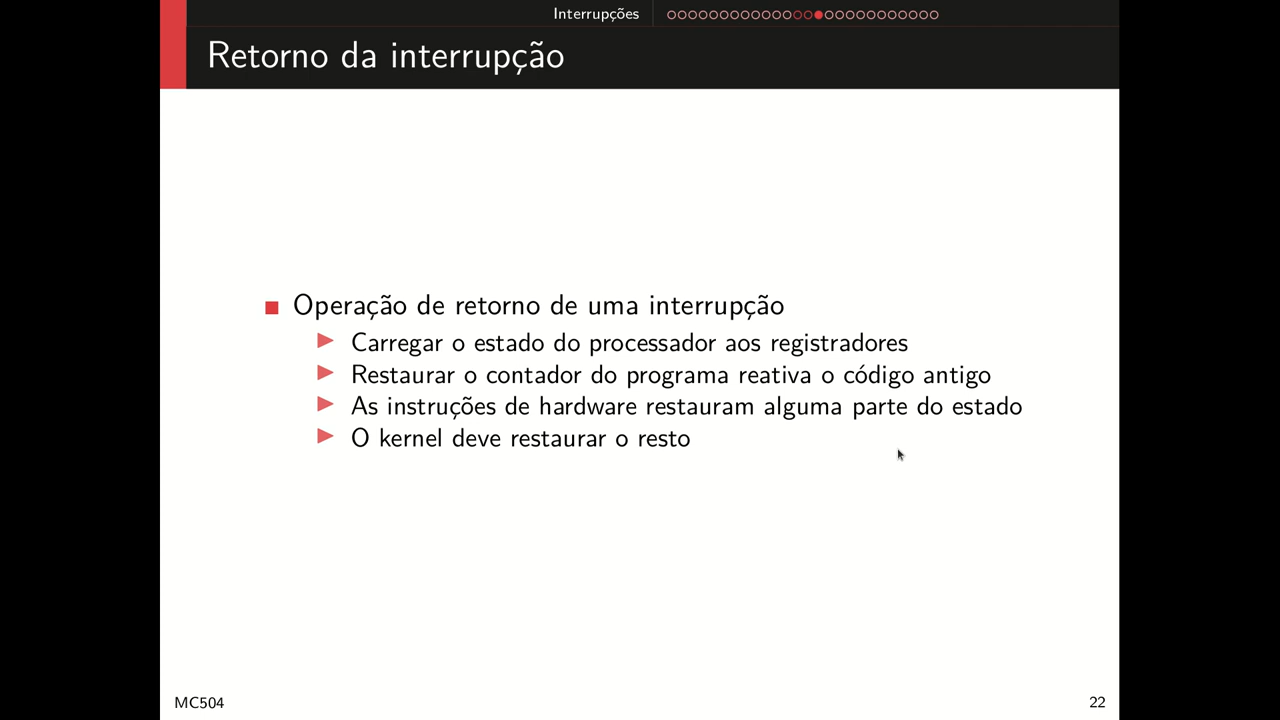 Interrupções
Retorno da interrupção
Operação de retorno de uma interrupção
Carregar o estado do processador aos registradores
Restaurar o contador do programa reativa o código antigo
As instruções de hardware restauram alguma parte do estado
O kernel deve restaurar o resto
MC504
22